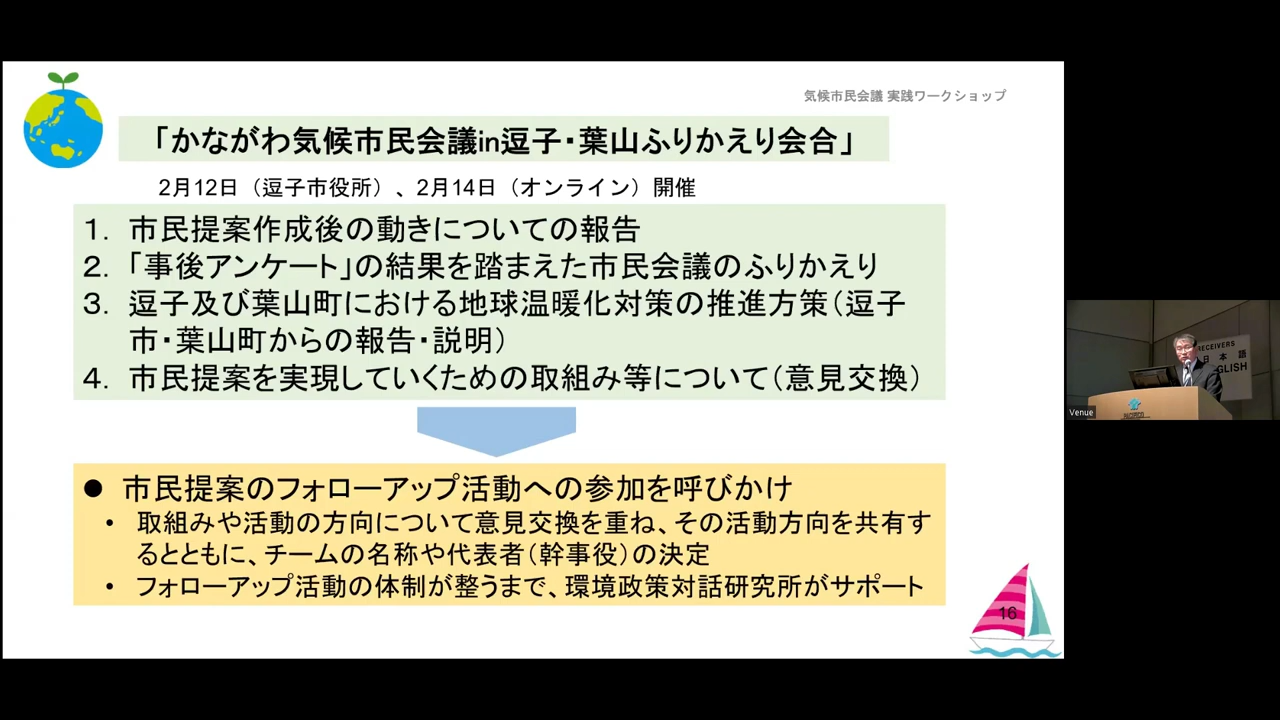 気候市民会議 実践ワークショップ
「かながわ気候市民会議in逗子・葉山ふりかえり会合」
2月12日（逗子市役所）、2月14日（オンライン）開催
1. 市民提案作成後の動きについての報告
2. 「事後アンケート」の結果を踏まえた市民会議のふりかえり
3. 逗子及び葉山町における地球温暖化対策の推進方策（逗子
市・葉山町からの報告・説明）
4. 市民提案を実現していくための取組み等について（意見交換）
● 市民提案のフォローアップ活動への参加を呼びかけ
• 取組みや活動の方向について意見交換を重ね、その活動方向を共有す
るとともに、チームの名称や代表者（幹事役）の決定
• フォローアップ活動の体制が整うまで、環境政策対話研究所がサポート
16
RECEIVERS
日本語
GLISH
Venue
PACIFICO